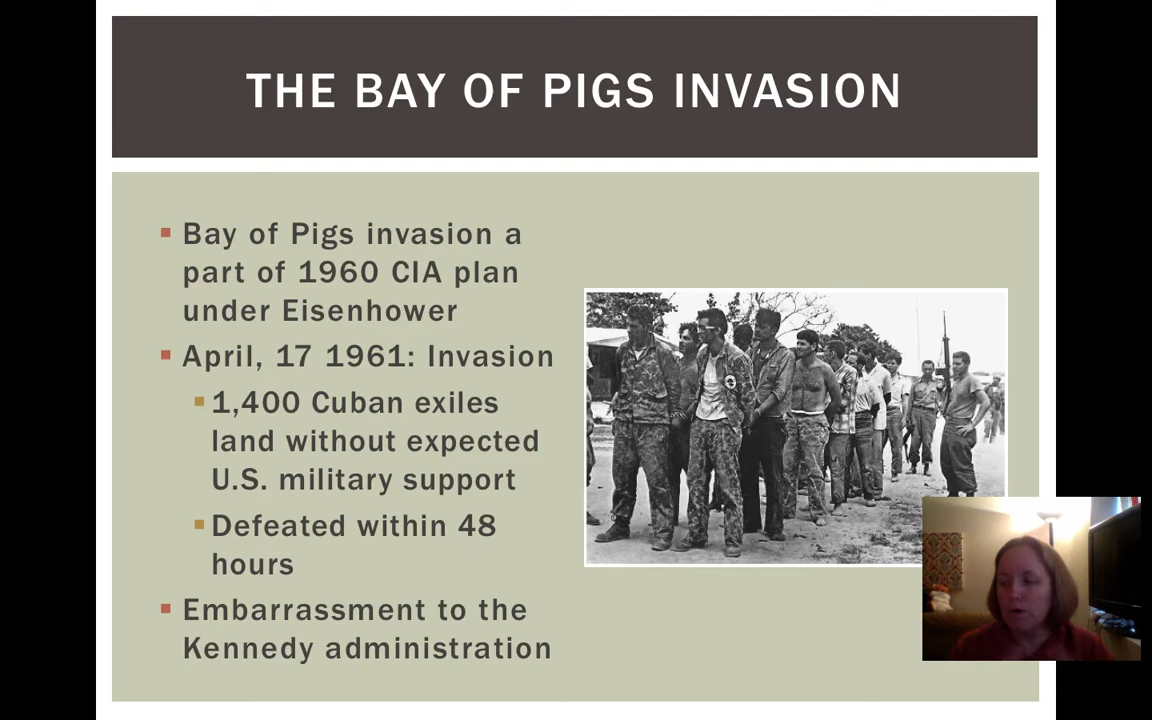 THE BAY OF PIGS INVASION
Bay of Pigs invasion a
part of 1960 CIA plan
under Eisenhower
April, 17 1961: Invasion
1,400 Cuban exiles
land without expected
U.S. military support
Defeated within 48
hours
Embarrassment to the
Kennedy administration